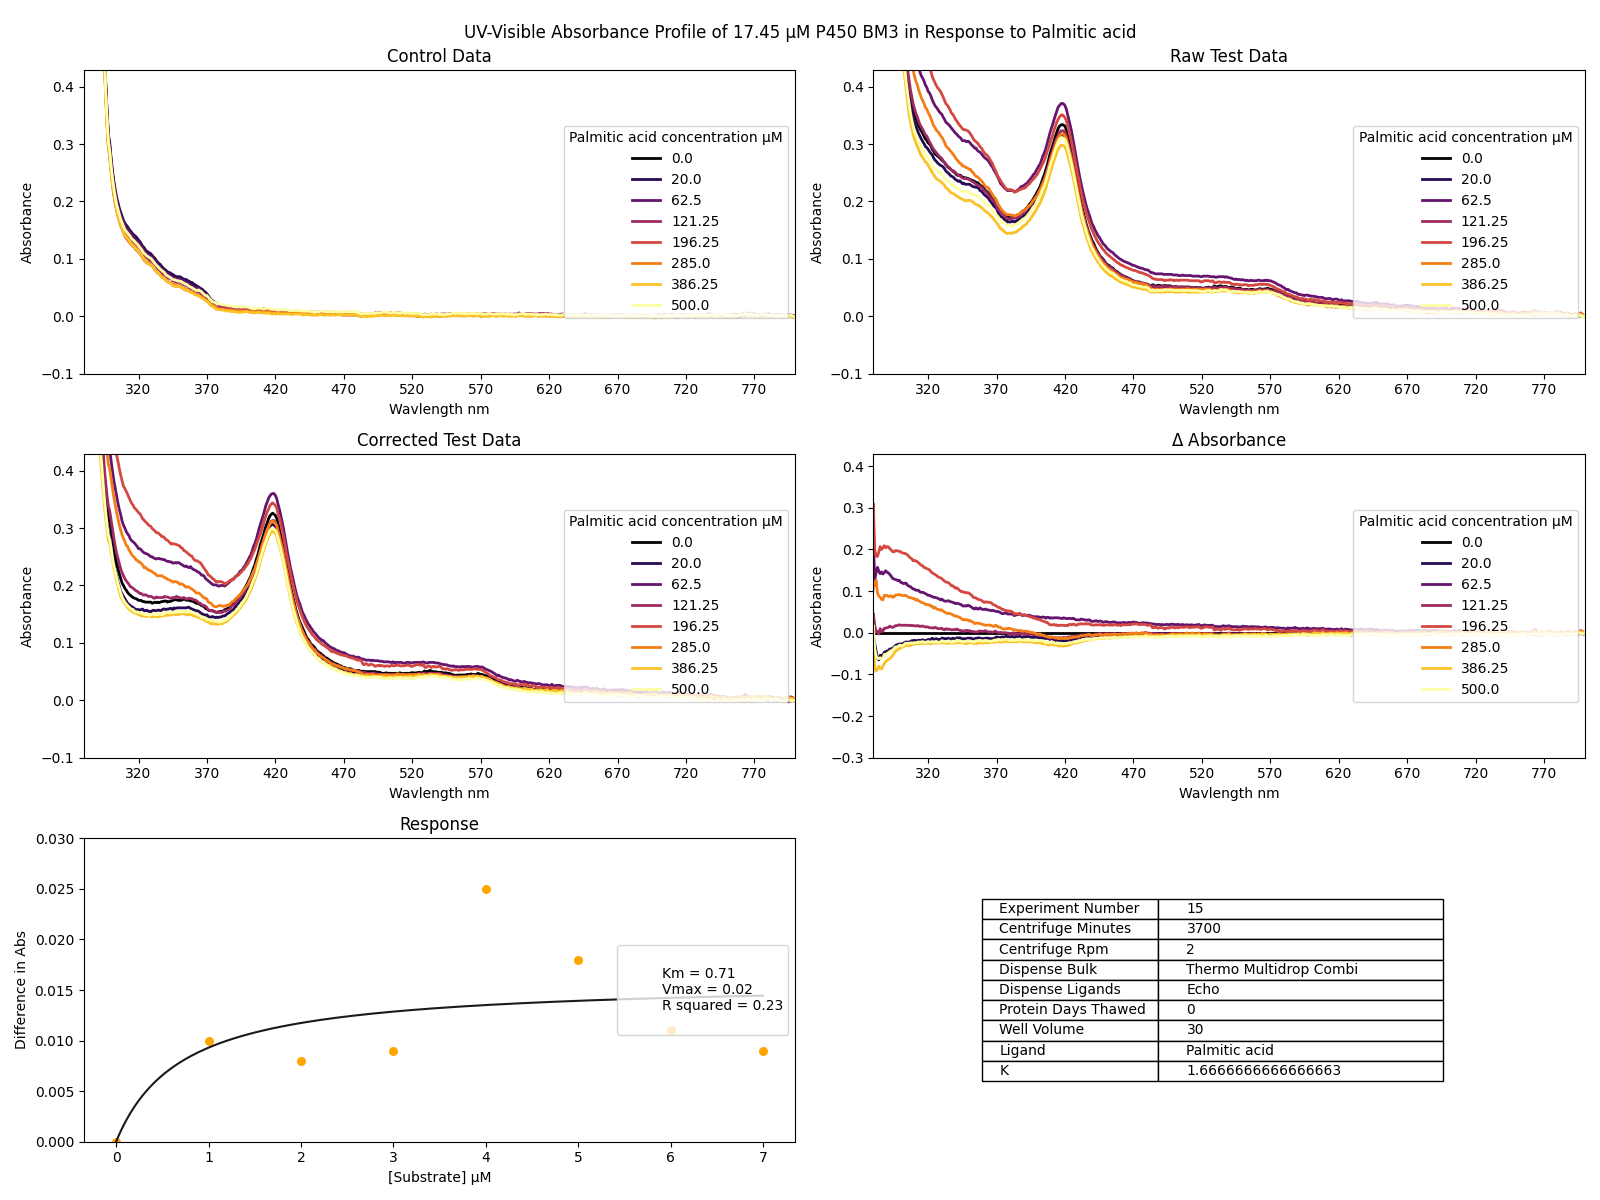 UV-Visible Absorbance Profile of 17.45 μM P450 BM3 in Response to Palmitic acid
Control Data
Absorbance
0.4
0.3
0.2
0.1
0.0
−0.1
Palmitic acid concentration μM
0.0
20.0
62.5
121.25
196.25
285.0
386.25
500.0
320 370 420 470 520 570 620 670 720 770
Wavlength nm
Raw Test Data
Absorbance
0.4
0.3
0.2
0.1
0.0
−0.1
Palmitic acid concentration μM
0.0
20.0
62.5
121.25
196.25
285.0
386.25
500.0
320 370 420 470 520 570 620 670 720 770
Wavlength nm
Corrected Test Data
Absorbance
0.4
0.3
0.2
0.1
0.0
−0.1
Palmitic acid concentration μM
0.0
20.0
62.5
121.25
196.25
285.0
386.25
500.0
320 370 420 470 520 570 620 670 720 770
Wavlength nm
Δ Absorbance
Absorbance
0.4
0.3
0.2
0.1
0.0
−0.1
−0.2
−0.3
Palmitic acid concentration μM
0.0
20.0
62.5
121.25
196.25
285.0
386.25
500.0
320 370 420 470 520 570 620 670 720 770
Wavlength nm
Response
Difference in Abs
0.030
0.025
0.020
0.015
0.010
0.005
0.000
Km = 0.71
Vmax = 0.02
R squared = 0.23
0 1 2 3 4 5 6 7
[Substrate] μM
Experiment Number 15
Centrifuge Minutes 3700
Centrifuge Rpm 2
Dispense Bulk Thermo Multidrop Combi
Dispense Ligands Echo
Protein Days Thawed 0
Well Volume 30
Ligand Palmitic acid
K 1.6666666666666663